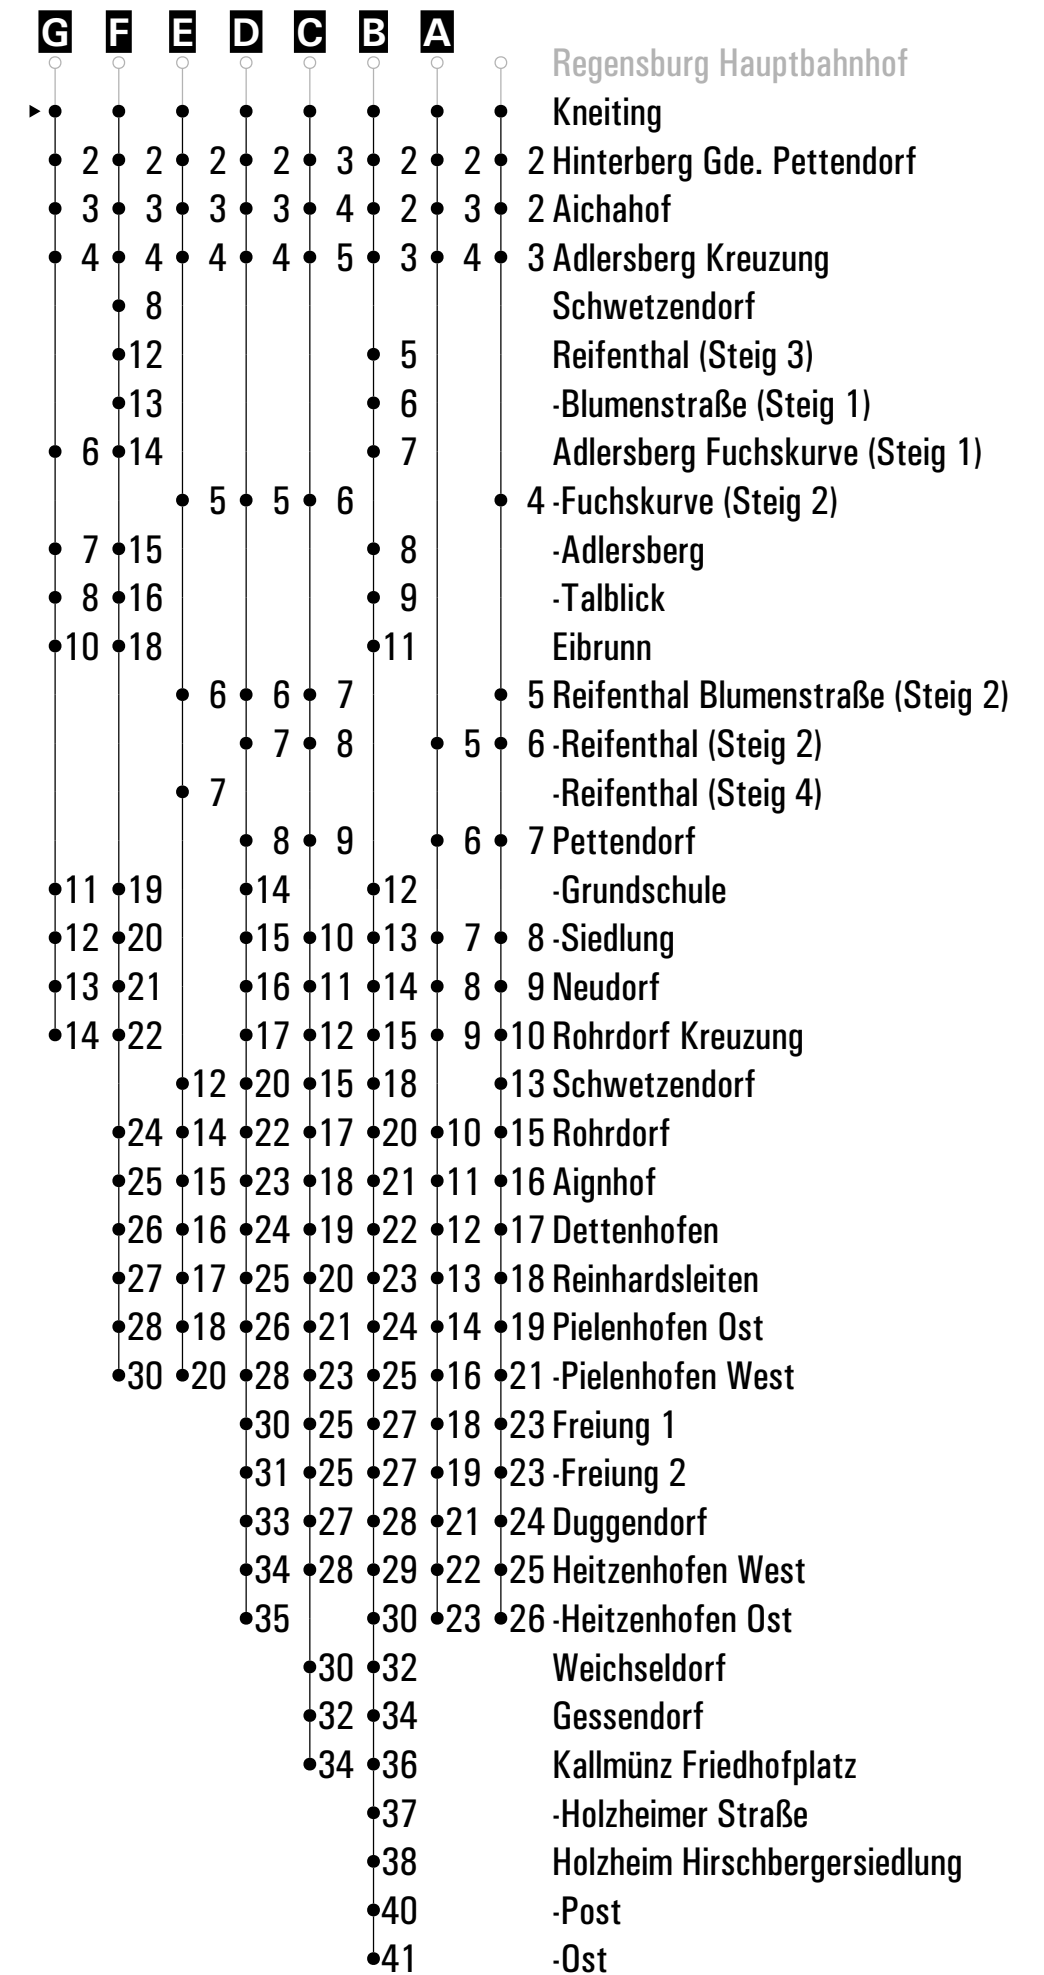 G F E D C B A
Regensburg Hauptbahnhof
Kneiting
2 2 2 2 3 2 2 2 Hinterberg Gde. Pettendorf
3 3 3 3 4 2 3 2 Aichahof
4 4 4 4 5 3 4 3 Adlersberg Kreuzung
8 Schwetzendorf
12 5 Reifenthal (Steig 3)
13 6 -Blumenstraße (Steig 1)
6 14 7 Adlersberg Fuchskurve (Steig 1)
5 5 6 4 -Fuchskurve (Steig 2)
7 15 8 -Adlersberg
8 16 9 -Talblick
10 18 11 Eibrunn
6 6 7 5 Reifenthal Blumenstraße (Steig 2)
7 8 5 6 -Reifenthal (Steig 2)
7 -Reifenthal (Steig 4)
8 9 6 7 Pettendorf
11 19 14 12 -Grundschule
12 20 15 10 13 7 8 -Siedlung
13 21 16 11 14 8 9 Neudorf
14 22 17 12 15 9 10 Rohrdorf Kreuzung
12 20 15 18 13 Schwetzendorf
24 14 22 17 20 10 15 Rohrdorf
25 15 23 18 21 11 16 Aignhof
26 16 24 19 22 12 17 Dettenhofen
27 17 25 20 23 13 18 Reinhardsleiten
28 18 26 21 24 14 19 Pielenhofen Ost
30 20 28 23 25 16 21 -Pielenhofen West
30 25 27 18 23 Freiung 1
31 25 27 19 23 -Freiung 2
33 27 28 21 24 Duggendorf
34 28 29 22 25 Heitzenhofen West
35 30 23 26 -Heitzenhofen Ost
30 32 Weichseldorf
32 34 Gessendorf
34 36 Kallmünz Friedhofplatz
37 -Holzheimer Straße
38 Holzheim Hirschbergersiedlung
40 -Post
41 -Ost